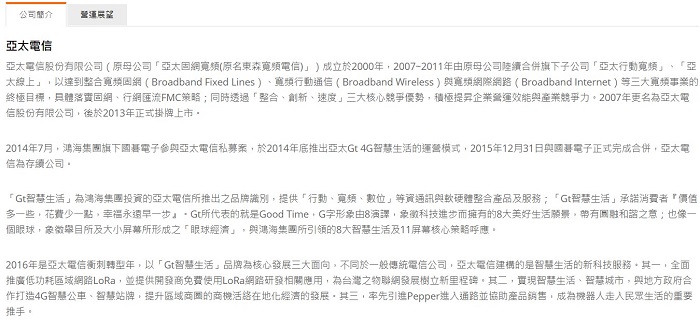 公司簡介 營運展望
亞太電信
亞太電信股份有限公司（原母公司「亞太固網寬頻(原名東森寬頻電信)」）成立於2000年，2007~2011年由原母公司陸續合併旗下子公司「亞太行動寬頻」、「亞
太線上」，以達到整合寬頻固網（Broadband Fixed Lines）、寬頻行動通信（Broadband Wireless）與寬頻網際網路（Broadband Internet）等三大寬頻事業的
終極目標，具體落實固網、行網匯流FMC策略；同時透過「整合、創新、速度」三大核心競爭優勢，積極提昇企業營運效能與產業競爭力。2007年更名為亞太電
信股份有限公司，後於2013年正式掛牌上市。
2014年7月，鴻海集團旗下國碁電子參與亞太電信私募案，於2014年底推出亞太Gt 4G智慧生活的運營模式，2015年12月31日與國碁電子正式完成合併，亞太電
信為存續公司。
「Gt智慧生活」為鴻海集團投資的亞太電信所推出之品牌識別，提供「行動、寬頻、數位」等資通訊與軟硬體整合產品及服務；「Gt智慧生活」承諾消費者『價值
多一些，花費少一點，幸福永遠早一步』。Gt所代表的就是Good Time，G字形象由8演譯，象徵科技進步而擁有的8大美好生活願景，帶有圓融和諧之意；也像一
個眼球，象徵舉目所及大小屏幕所形成之「眼球經濟」，與鴻海集團所引領的8大智慧生活及11屏幕核心策略呼應。
2016年是亞太電信衝刺轉型年，以「Gt智慧生活」品牌為核心發展三大面向，不同於一般傳統電信公司，亞太電信建構的是智慧生活的新科技服務。其一，全面
推廣低功耗區域網路LoRa，並提供開發商免費使用LoRa網路研發相關應用，為台灣之物聯網發展樹立新里程碑。其二，實現智慧生活、智慧城市，與地方政府合
作打造4G智慧公車、智慧站牌，提升區域商圈的商機活絡在地化經濟的發展。其三，率先引進Pepper進入通路並協助產品銷售，成為機器人走入民眾生活的重要
推手。